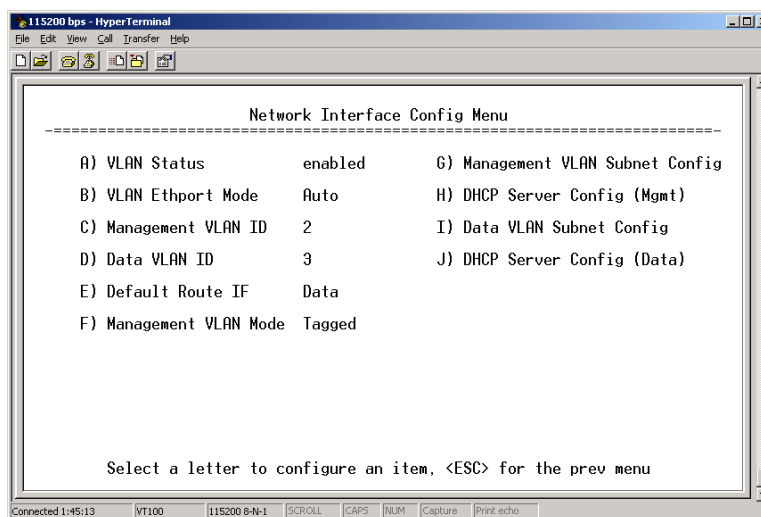 115200 bps - HyperTerminal
File Edit View Call Transfer Help
Network Interface Config Menu
-==========================================================================-
A) VLAN Status enabled G) Management VLAN Subnet Config
B) VLAN Ethport Mode Auto H) DHCP Server Config (Mgmt)
C) Management VLAN ID 2 I) Data VLAN Subnet Config
D) Data VLAN ID 3 J) DHCP Server Config (Data)
E) Default Route IF Data
F) Management VLAN Mode Tagged
Select a letter to configure an item, <ESC> for the prev menu
Connected 1:45:13 VT100 115200 8-N-1 SCROLL CAPS NUM Capture Print echo